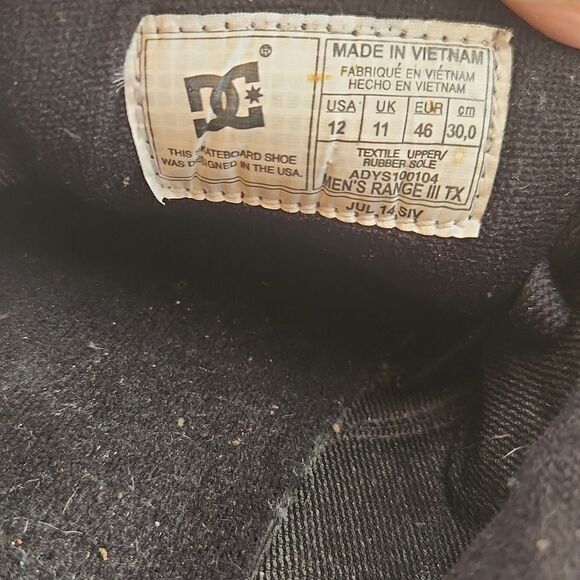 DC ®
THIS SKATEBOARD SHOE
WAS DESIGNED IN THE USA.
MADE IN VIETNAM
FABRIQUÉ EN VIÉTNAM
HECHO EN VIETNAM
USA UK EUR cm
12 11 46 30,0
TEXTILE UPPER/
RUBBER SOLE
ADYS100104
MEN'S RANGE III TX
JUL.14.SIV